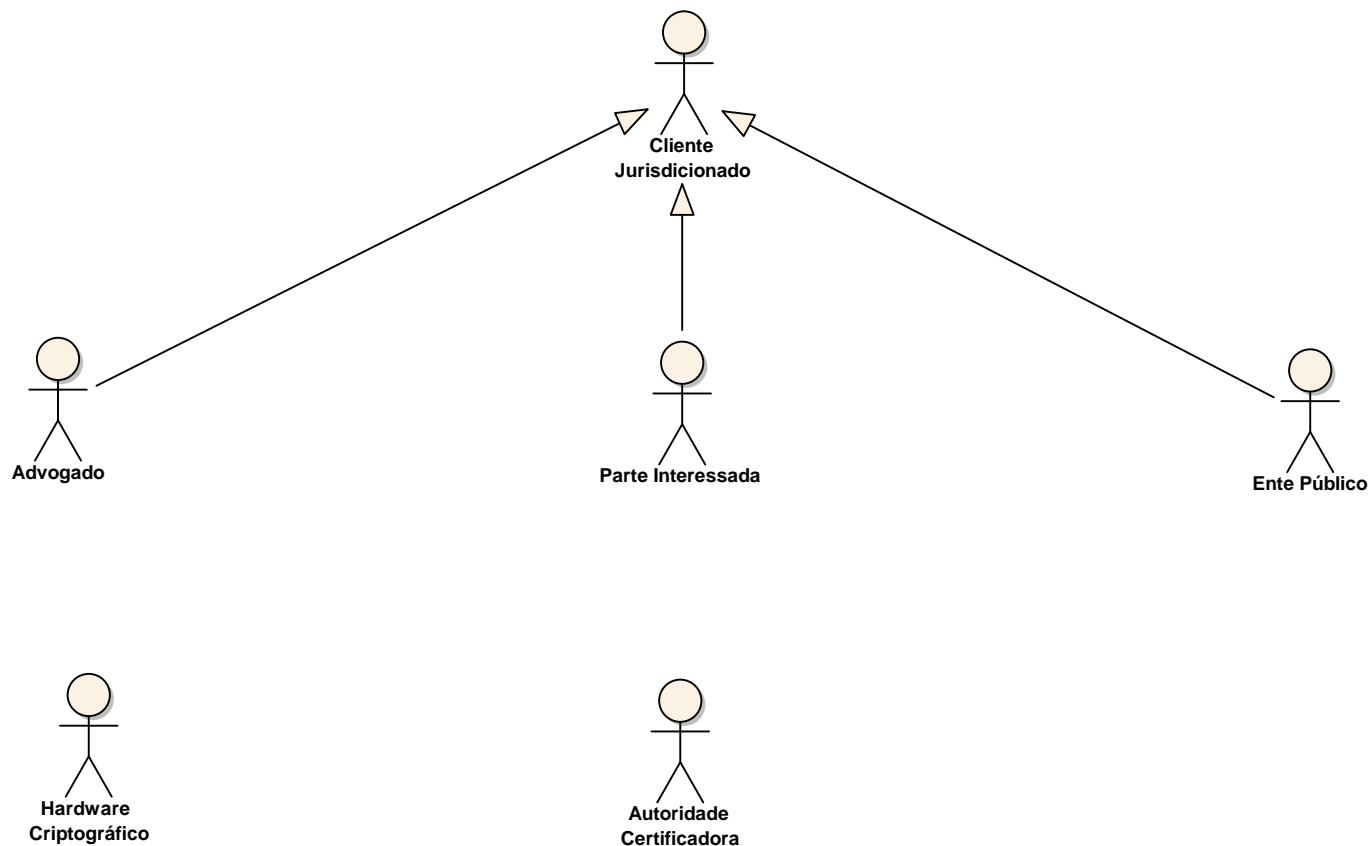 Cliente
Jurisdicionado
Advogado
Parte Interessada
Ente Público
Hardware
Criptográfico
Autoridade
Certificadora